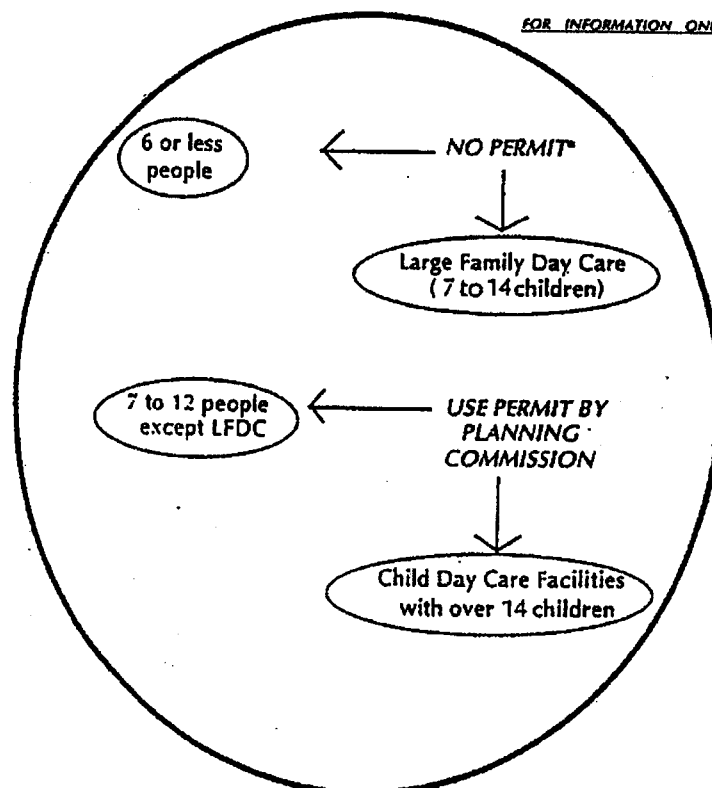 FOR INFORMATION
6 or less
people
NO PERMIT*
Large Family Day Care
( 7 to 14 children)
7 to 12 people
except LFDC
USE PERMIT BY
PLANNING
COMMISSION
Child Day Care Facilities
with over 14 children